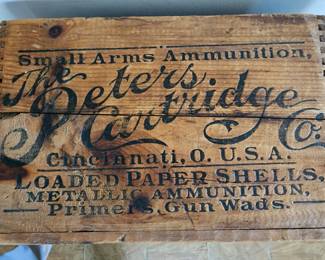 Small Arms Ammunition,
The
Peters
Cartridge
Co.
Cincinnati, O. U.S.A.
LOADED PAPER SHELLS,
METALLIC AMMUNITION,
Primers, Gun Wads.